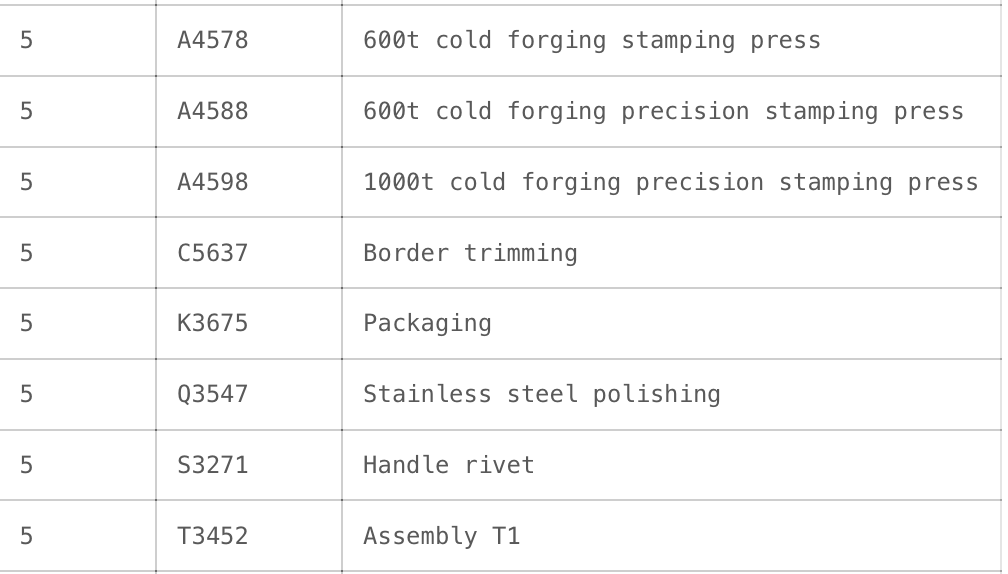 5 A4578 600t cold forging stamping press
5 A4588 600t cold forging precision stamping press
5 A4598 1000t cold forging precision stamping press
5 C5637 Border trimming
5 K3675 Packaging
5 Q3547 Stainless steel polishing
5 S3271 Handle rivet
5 T3452 Assembly T1